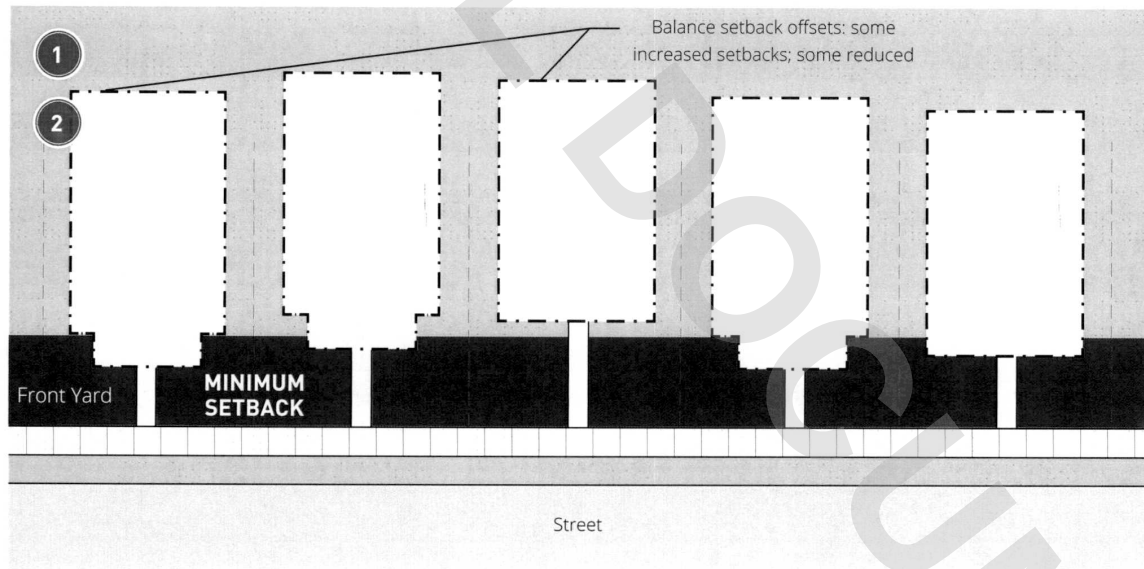 1
Balance setback offsets: some
increased setbacks; some reduced
2
Front Yard
MINIMUM
SETBACK
Street